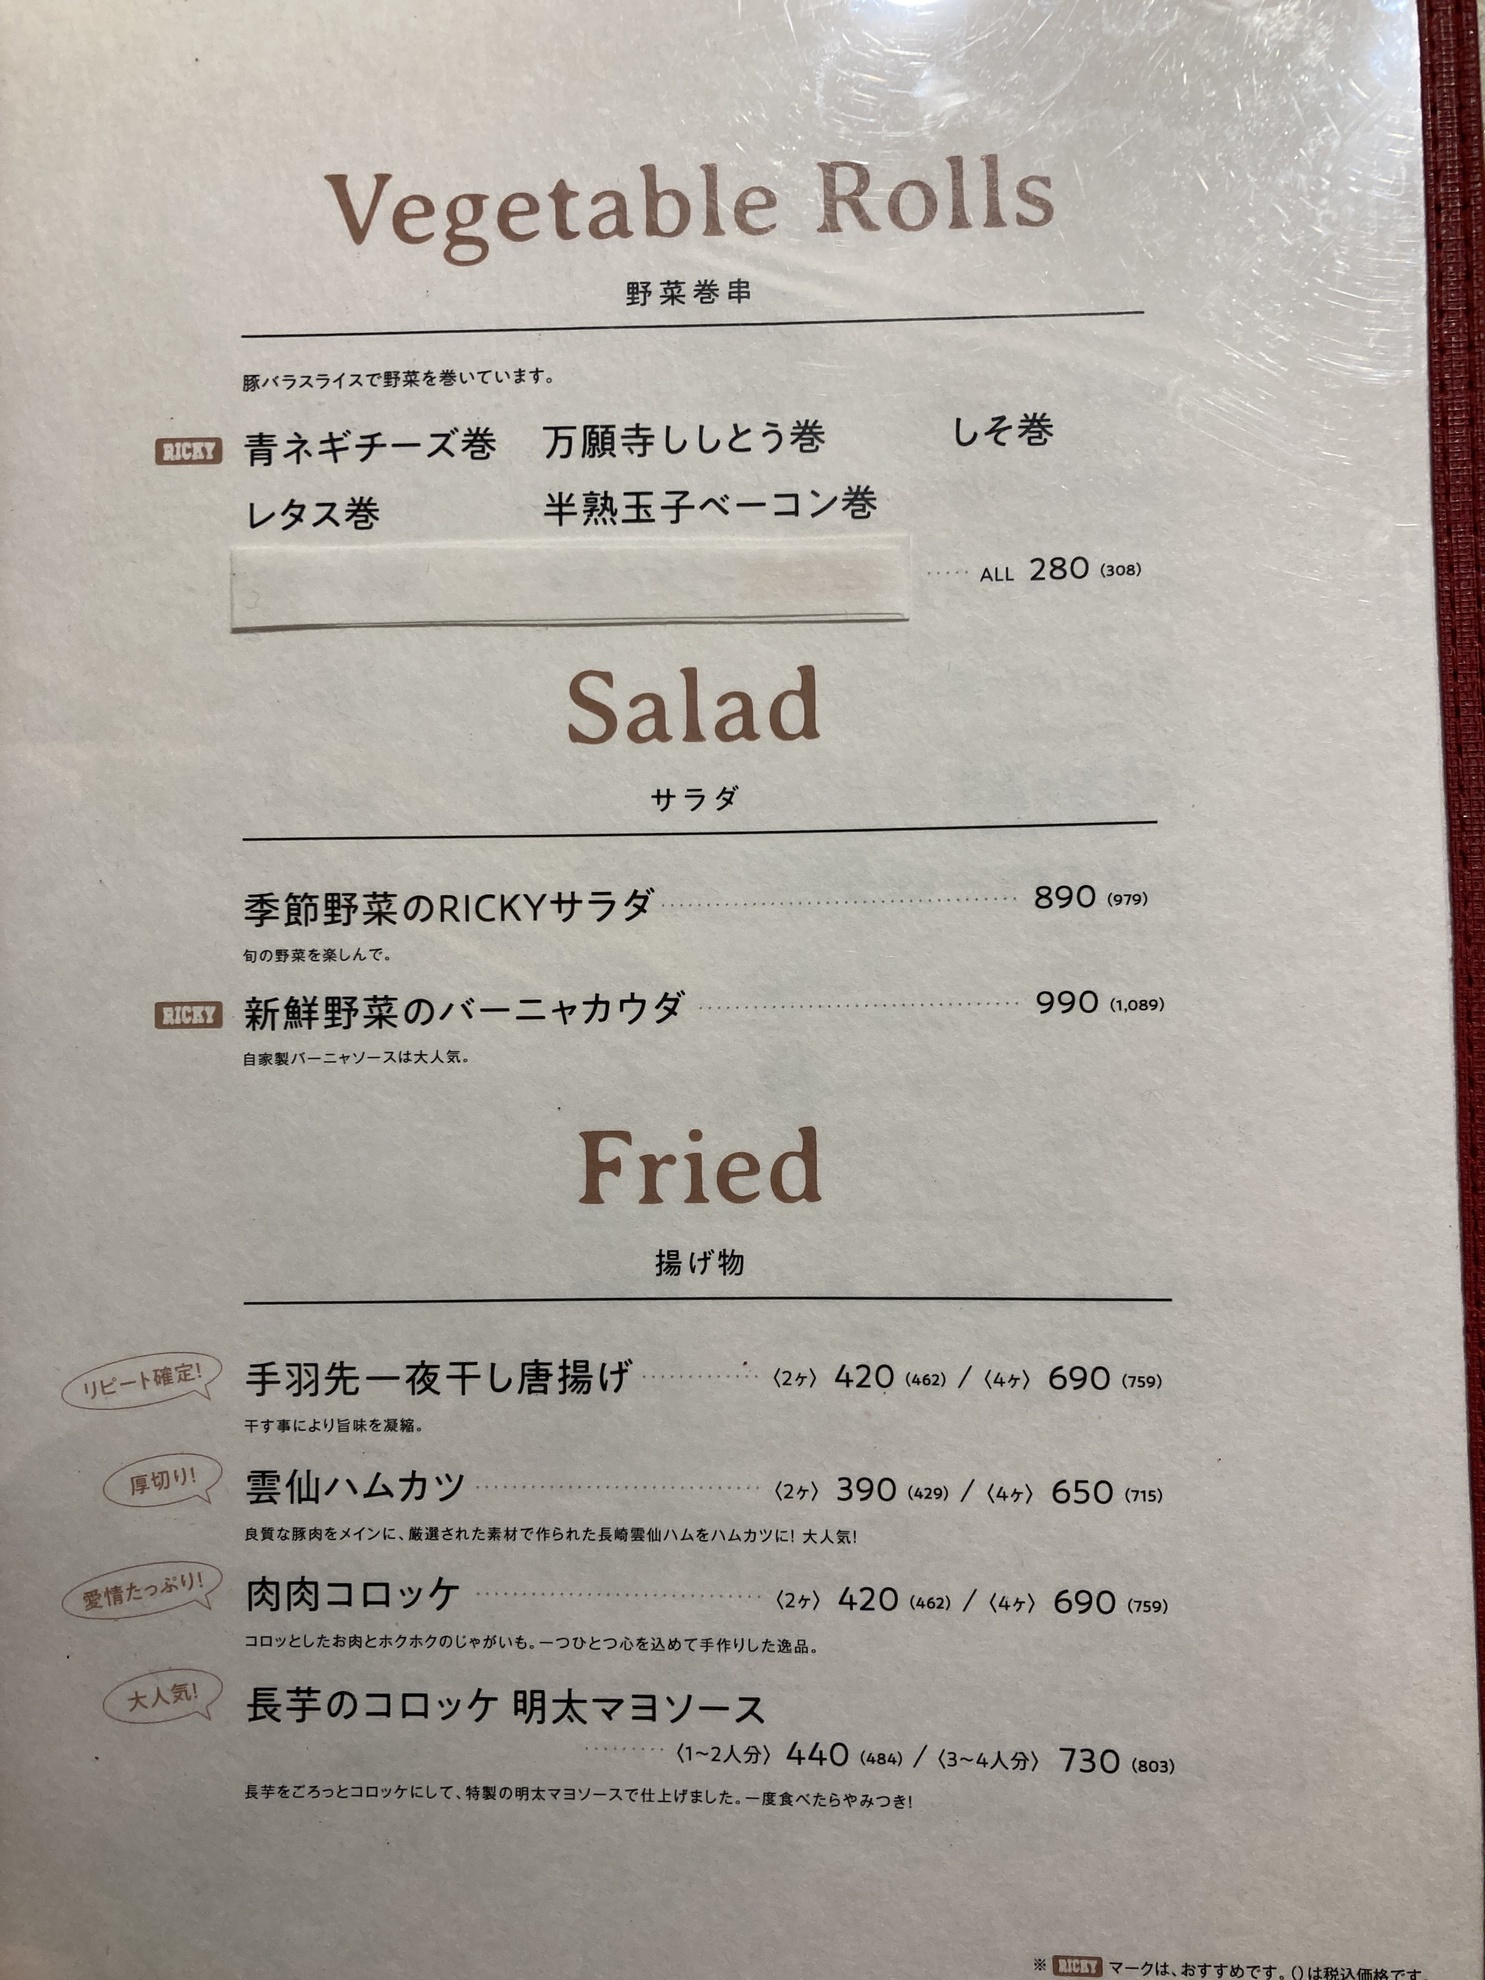 Vegetable Rolls
野菜巻串
豚バラスライスで野菜を巻いています。
RICKY 青ネギチーズ巻 万願寺ししとう巻 しそ巻
レタス巻 半熟玉子ベーコン巻
····· ALL 280 (308)
Salad
サラダ
季節野菜のRICKYサラダ 890 (979)
旬の野菜を楽しんで。
RICKY 新鮮野菜のバーニャカウダ 990 (1,089)
自家製バーニャソースは大人気。
Fried
揚げ物
リピート確定! 手羽先一夜干し唐揚げ 〈2ヶ〉 420 (462) / 〈4ヶ〉 690 (759)
干す事により旨味を凝縮。
厚切り! 雲仙ハムカツ 〈2ヶ〉 390 (429) / 〈4ヶ〉 650 (715)
良質な豚肉をメインに、厳選された素材で作られた長崎雲仙ハムをハムカツに! 大人気!
愛情たっぷり! 肉肉コロッケ 〈2ヶ〉 420 (462) / 〈4ヶ〉 690 (759)
コロッとしたお肉とホクホクのじゃがいも。一つひとつ心を込めて手作りした逸品。
大人気! 長芋のコロッケ 明太マヨソース
〈1~2人分〉 440 (484) / 〈3~4人分〉 730 (803)
長芋をごろっとコロッケにして、特製の明太マヨソースで仕上げました。一度食べたらやみつき!
※ RICKY マークは、おすすめです。()は税込価格です